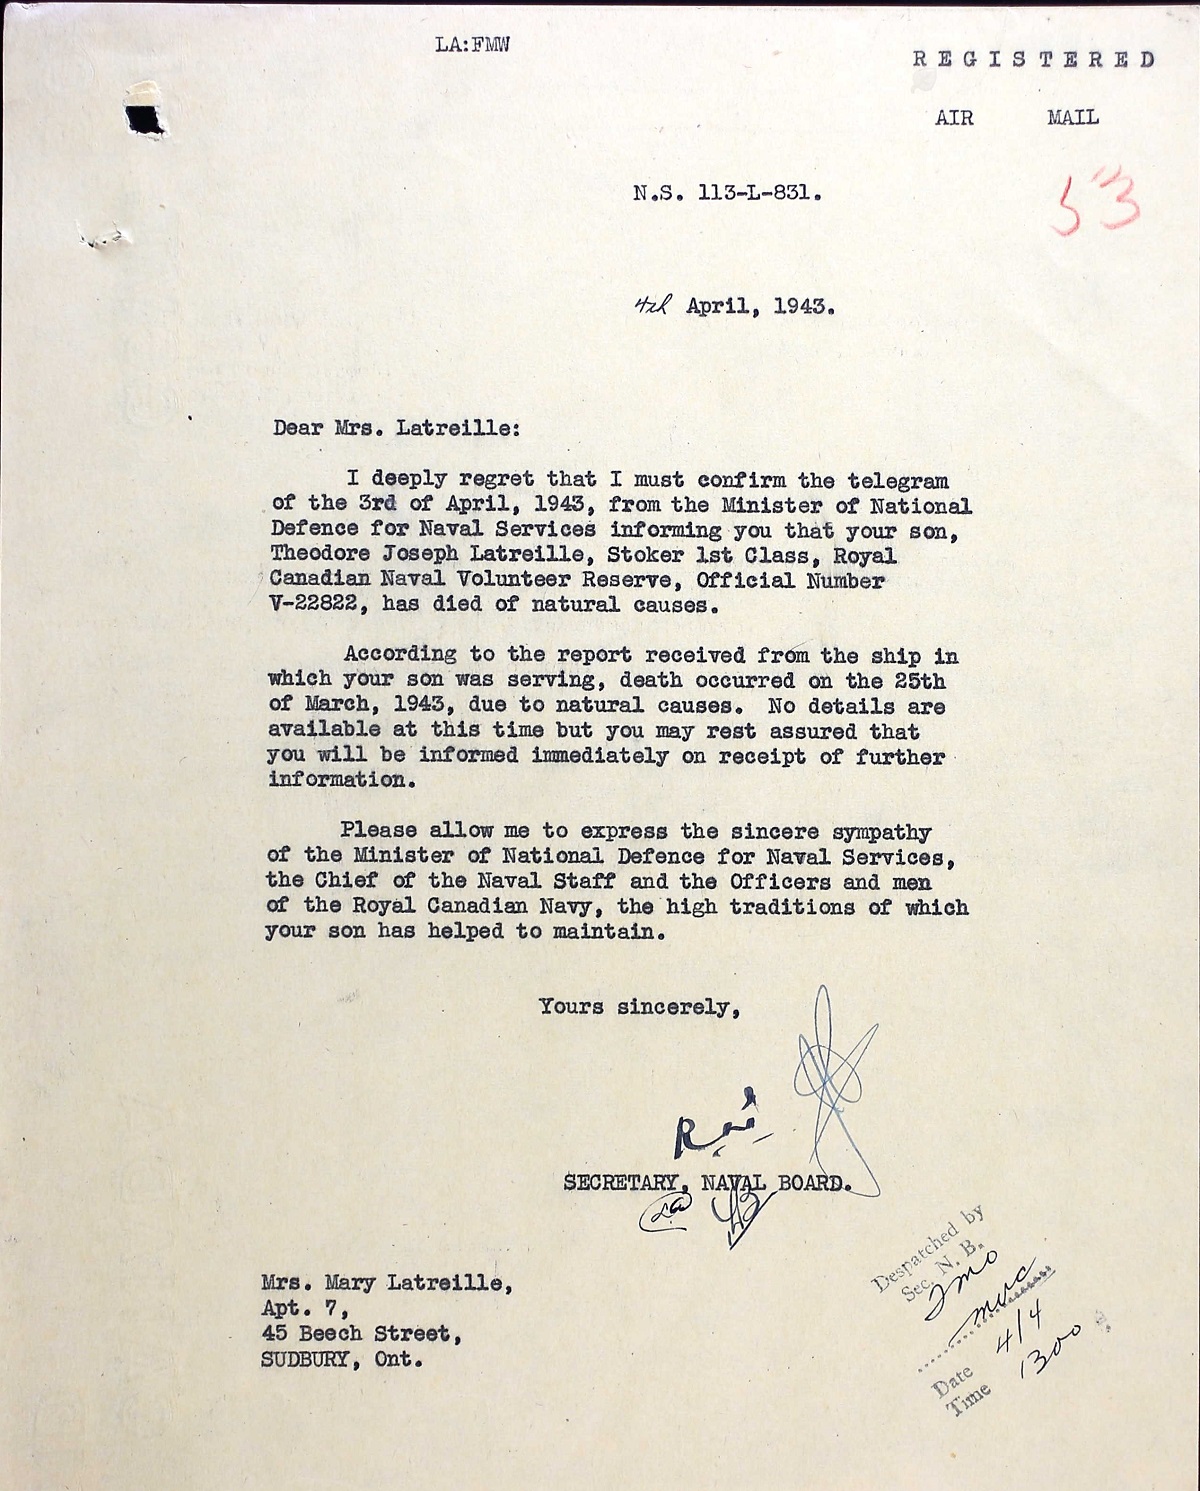 LA:FMW
REGISTERED
AIR MAIL
N.S. 113-L-831.
53
4th April, 1943.
Dear Mrs. Latreille:
I deeply regret that I must confirm the telegram
of the 3rd of April, 1943, from the Minister of National
Defence for Naval Services informing you that your son,
Theodore Joseph Latreille, Stoker 1st Class, Royal
Canadian Naval Volunteer Reserve, Official Number
V-22822, has died of natural causes.
According to the report received from the ship in
which your son was serving, death occurred on the 25th
of March, 1943, due to natural causes. No details are
available at this time but you may rest assured that
you will be informed immediately on receipt of further
information.
Please allow me to express the sincere sympathy
of the Minister of National Defence for Naval Services,
the Chief of the Naval Staff and the Officers and men
of the Royal Canadian Navy, the high traditions of which
your son has helped to maintain.
Yours sincerely,
SECRETARY, NAVAL BOARD.
Despatched by
Sec. N. B.
Date 4/4
Time 1300
Mrs. Mary Latreille,
Apt. 7,
45 Beech Street,
SUDBURY, Ont.